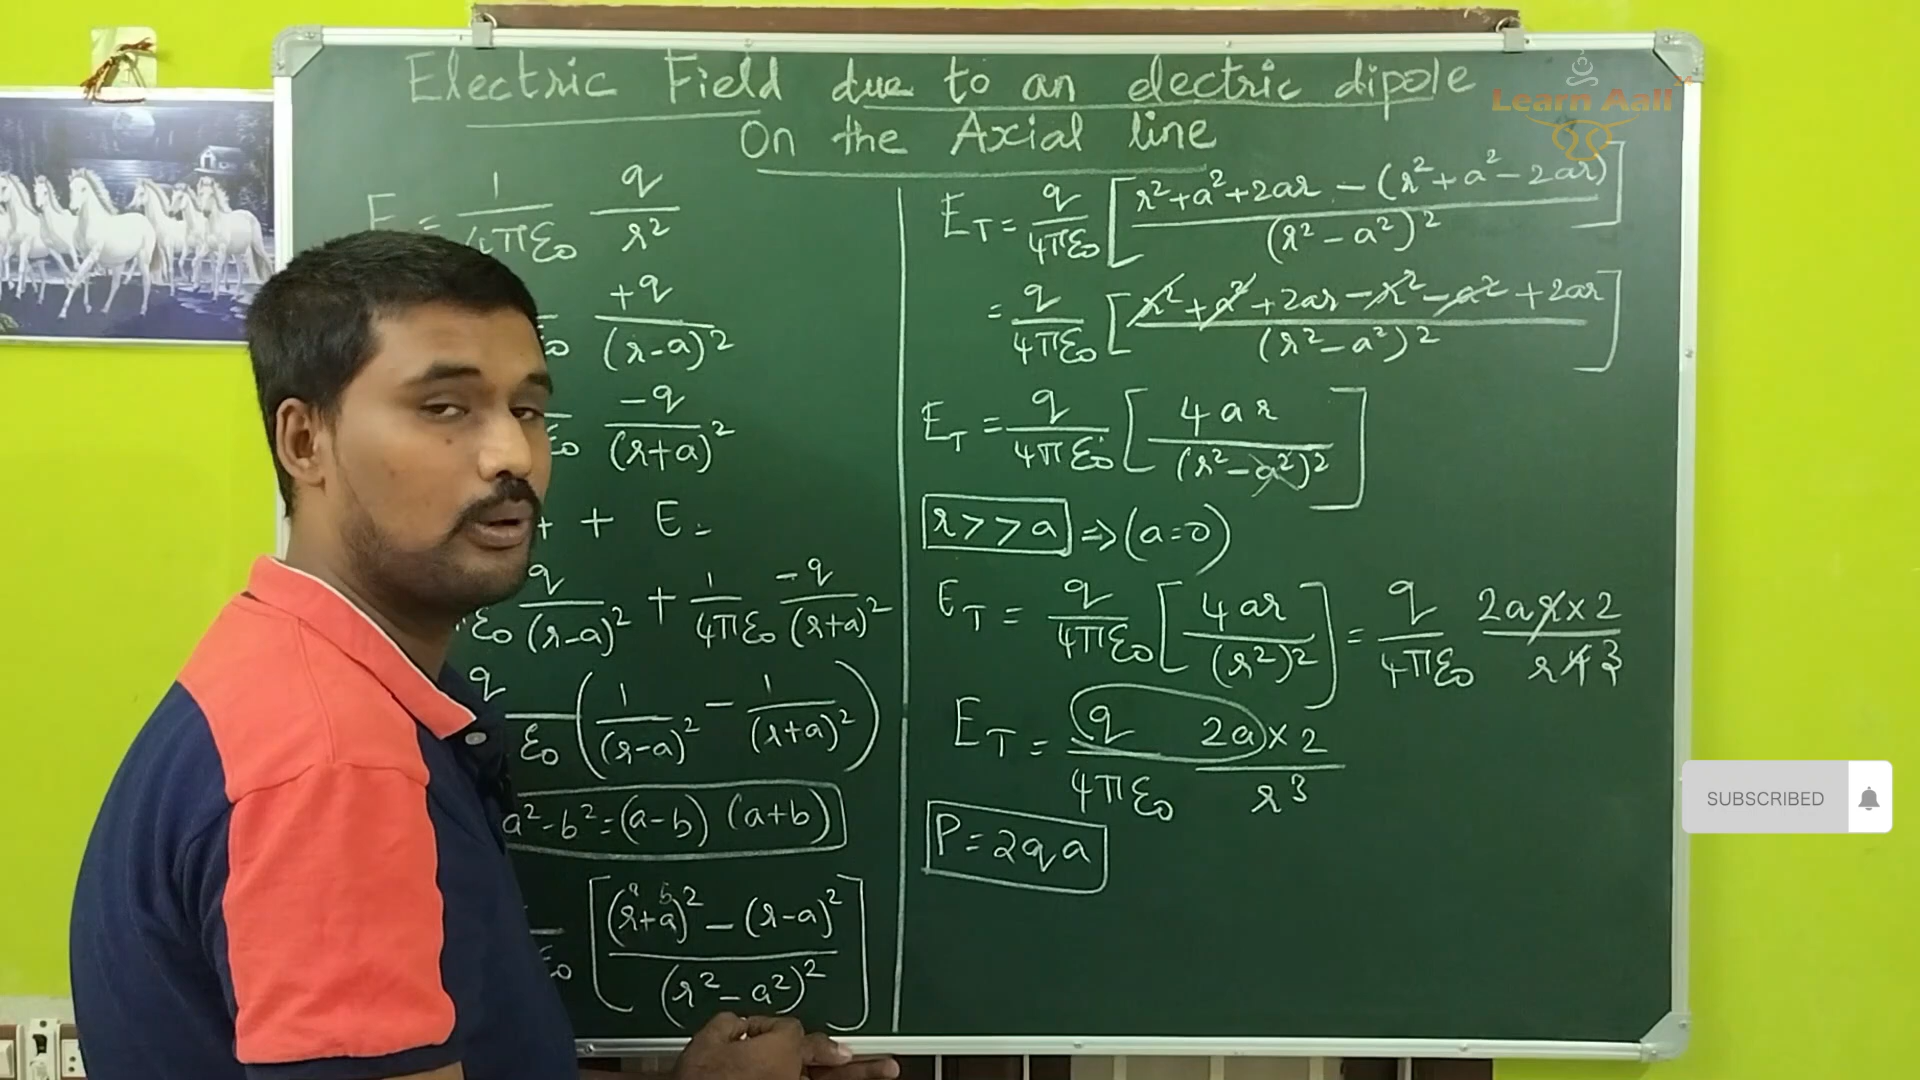 Electric Field due to an electric dipole
On the Axial line
Learn Aall
E = 1/4πε₀ q/r²
+q/(r-a)²
-q/(r+a)²
+ + E-
q/(r-a)² + 1/4πε₀ -q/(r+a)²
q/ε₀ (1/(r-a)² - 1/(r+a)²)
a²-b²=(a-b) (a+b)
[(r+a)² - (r-a)²/(r²-a²)²]
a b
E_T = q/4πε₀ [r²+a²+2ar - (r²+a²-2ar)/(r²-a²)²]
= q/4πε₀ [r²+a²+2ar-r²-a²+2ar/(r²-a²)²]
E_T = q/4πε₀ [4ar/(r²-a²)²]
r>>a ⇒ (a=0)
E_T = q/4πε₀ [4ar/(r²)²] = q/4πε₀ 2ar×2/r⁴ 3
E_T = q/4πε₀ 2a×2/r³
P=2qa
SUBSCRIBED